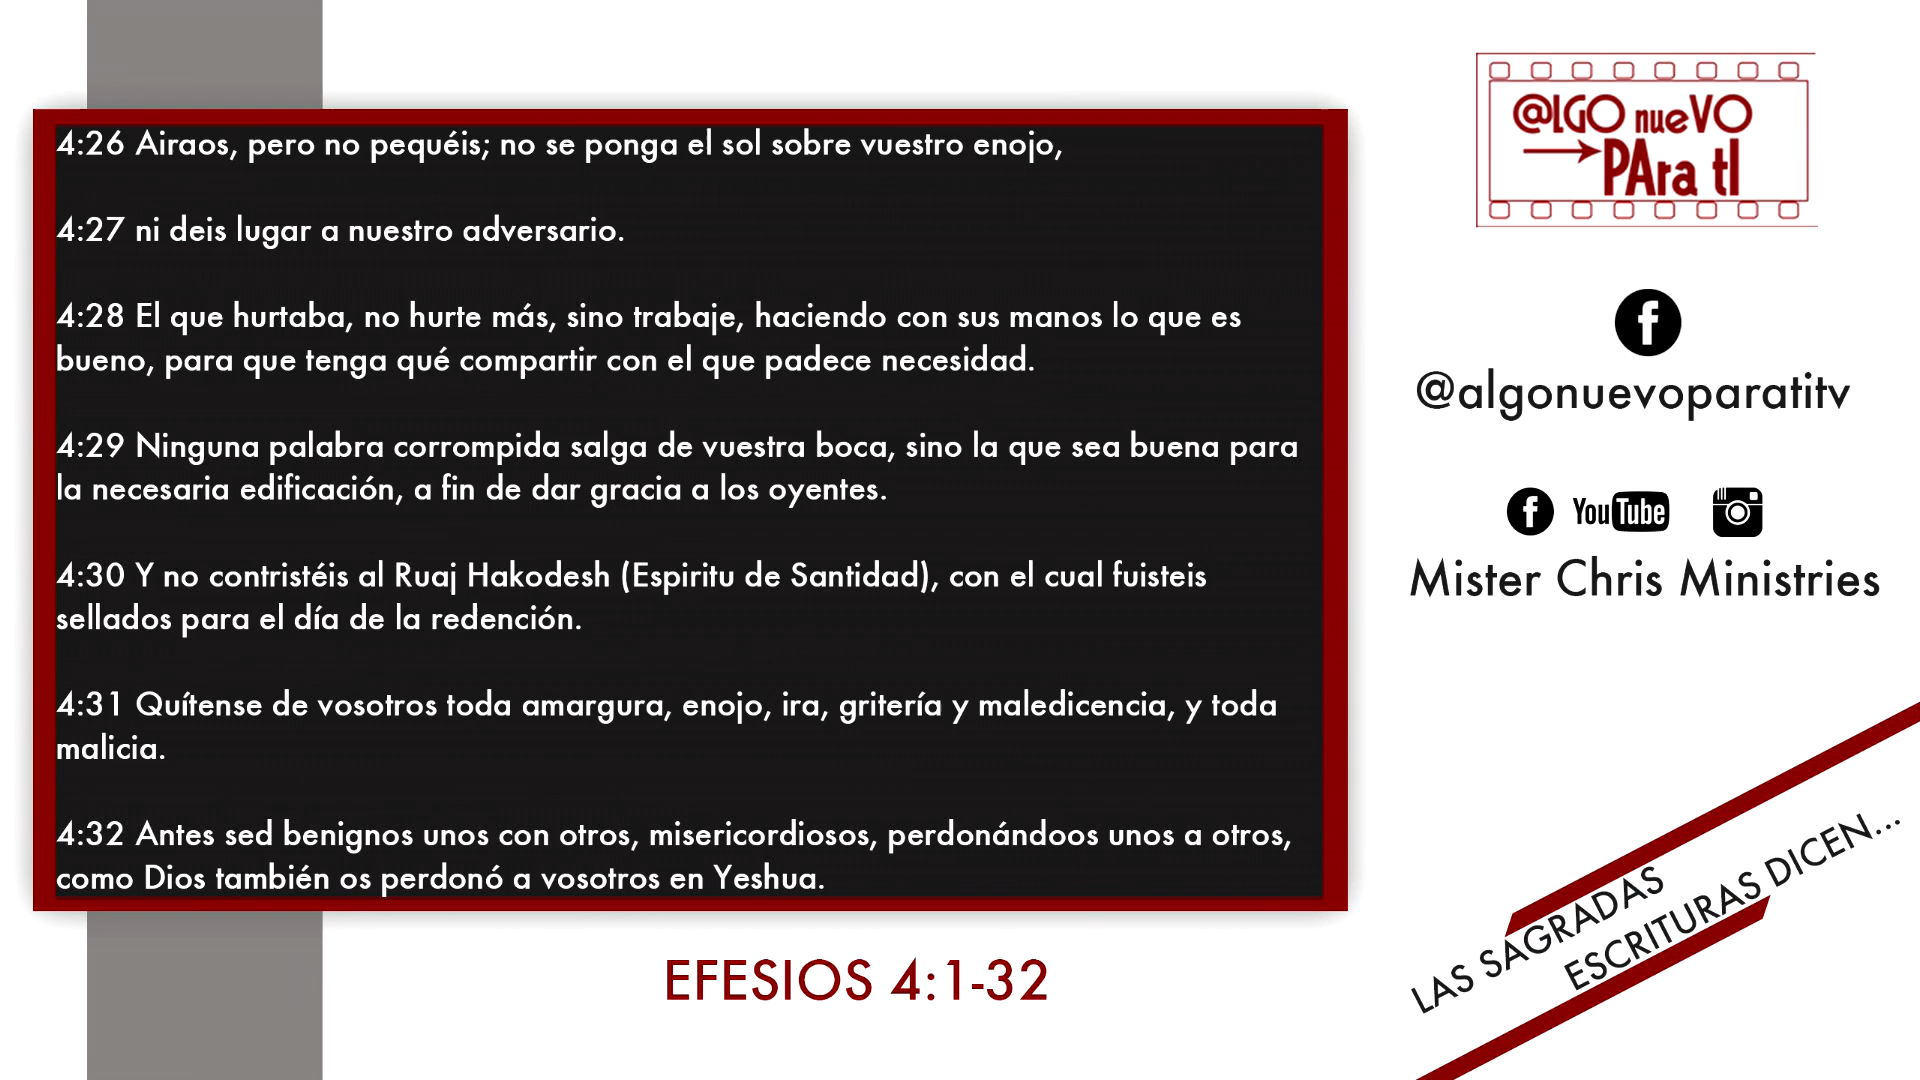 4:26 Airaos, pero no pequéis; no se ponga el sol sobre vuestro enojo,
4:27 ni deis lugar a nuestro adversario.
4:28 El que hurtaba, no hurte más, sino trabaje, haciendo con sus manos lo que es
bueno, para que tenga qué compartir con el que padece necesidad.
4:29 Ninguna palabra corrompida salga de vuestra boca, sino la que sea buena para
la necesaria edificación, a fin de dar gracia a los oyentes.
4:30 Y no contristéis al Ruaj Hakodesh (Espiritu de Santidad), con el cual fuisteis
sellados para el día de la redención.
4:31 Quítense de vosotros toda amargura, enojo, ira, gritería y maledicencia, y toda
malicia.
4:32 Antes sed benignos unos con otros, misericordiosos, perdonándoos unos a otros,
como Dios también os perdonó a vosotros en Yeshua.
EFESIOS 4:1-32
@lGO nueVO
PAra tI
@algonuevoparatitv
YouTube
Mister Chris Ministries
LAS SAGRADAS
ESCRITURAS DICEN...